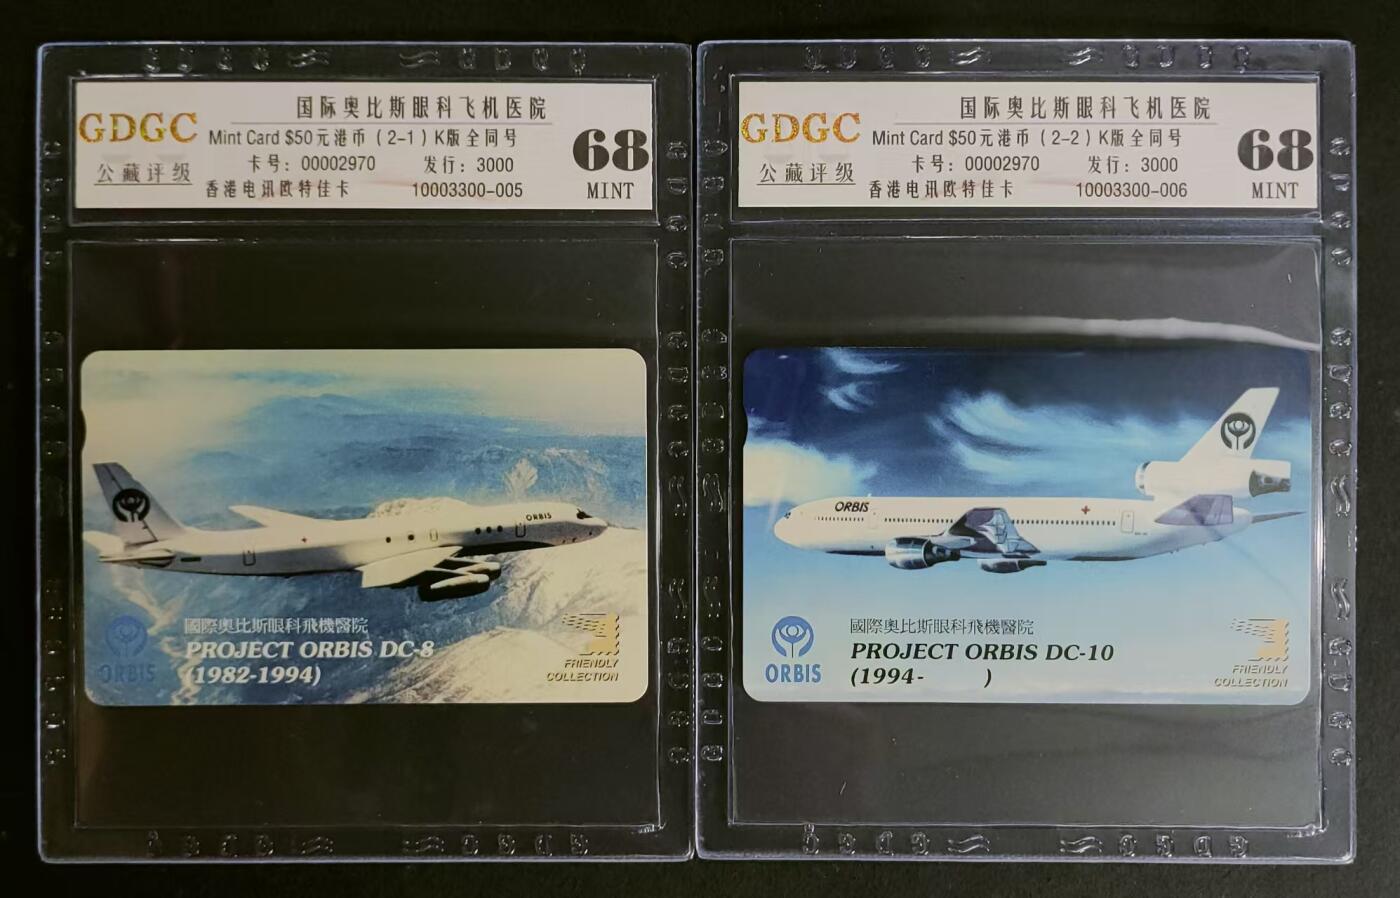 GDGC
公藏评级
国际奥比斯眼科飞机医院
Mint Card $50元港币（2-1）K版全同号
卡号：00002970 发行：3000
香港电讯欧特佳卡 10003300-005
68
MINT
ORBIS
ORBIS
國際奧比斯眼科飛機醫院
PROJECT ORBIS DC-8
(1982-1994)
FRIENDLY
COLLECTION
GDGC
公藏评级
国际奥比斯眼科飞机医院
Mint Card $50元港币（2-2）K版全同号
卡号：00002970 发行：3000
香港电讯欧特佳卡 10003300-006
68
MINT
ORBIS
ORBIS
國際奧比斯眼科飛機醫院
PROJECT ORBIS DC-10
(1994- )
FRIENDLY
COLLECTION